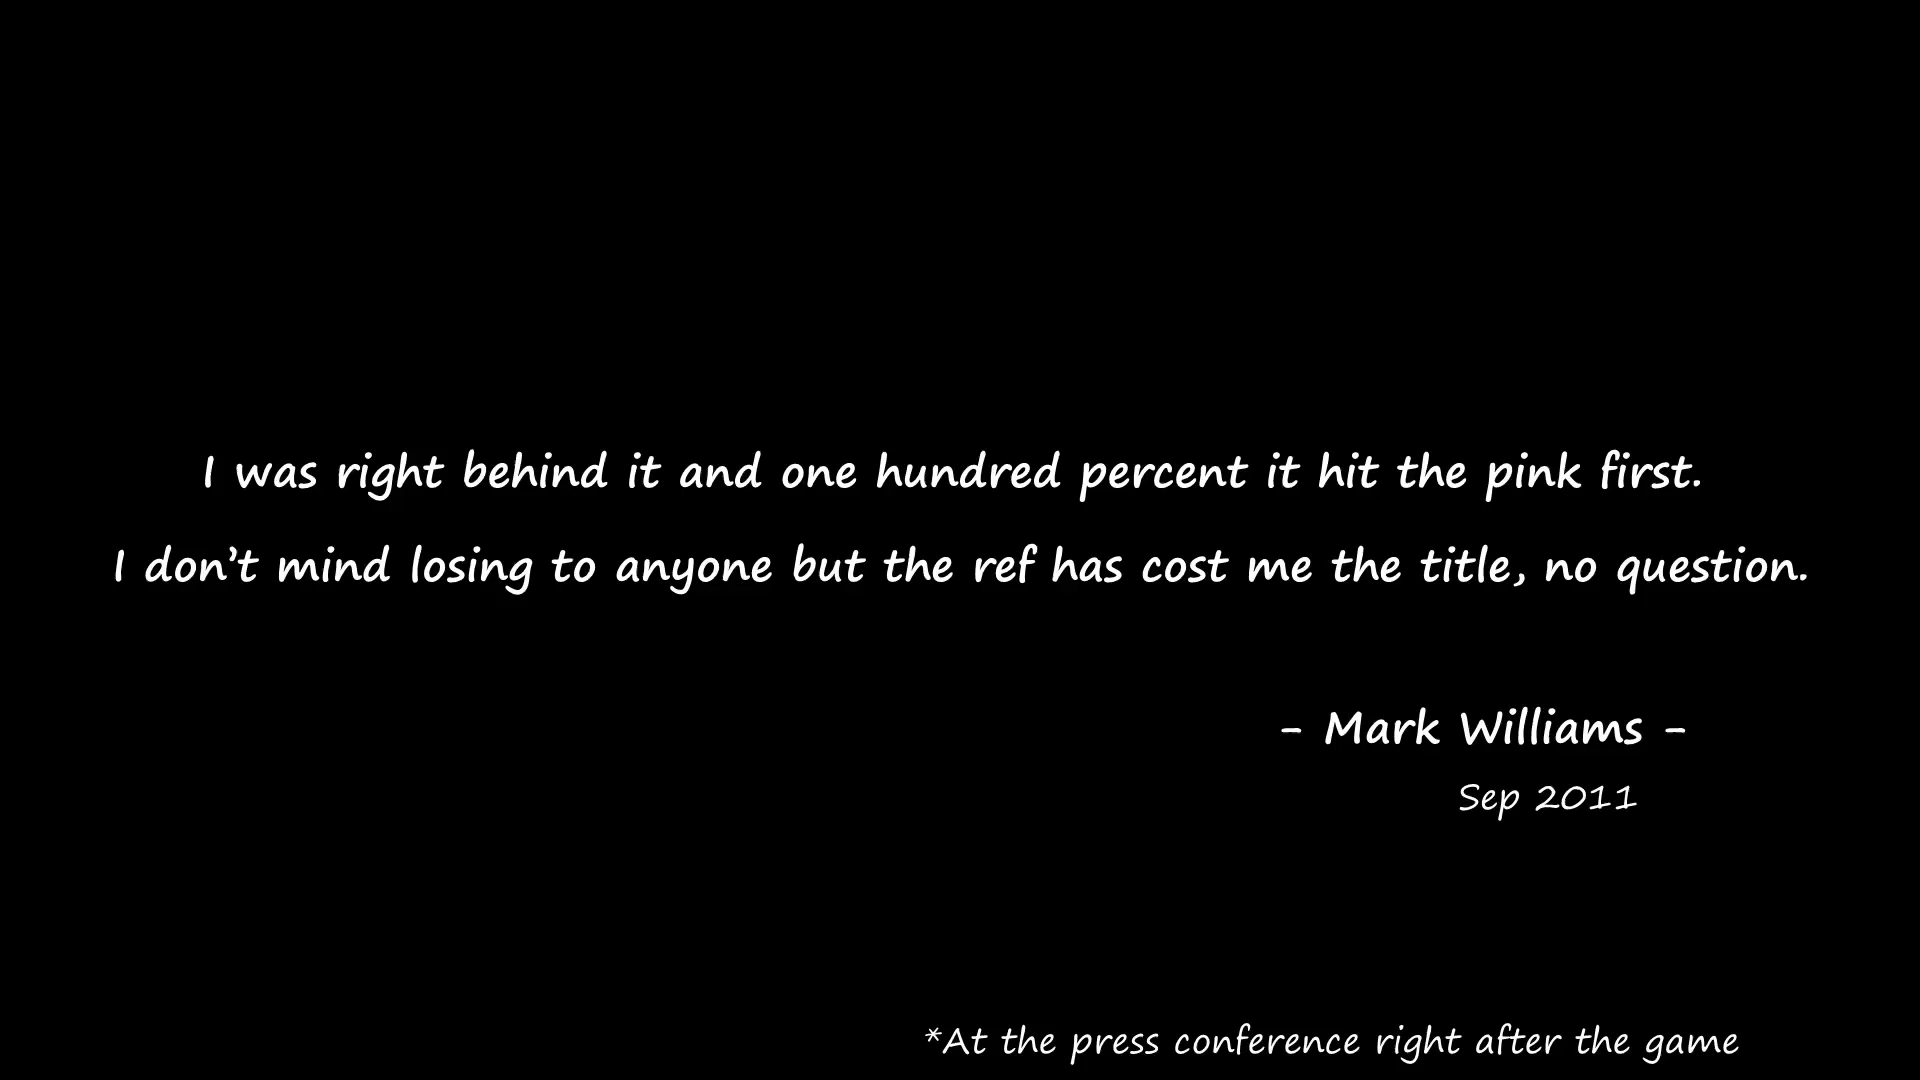 I was right behind it and one hundred percent it hit the pink first.
I don’t mind losing to anyone but the ref has cost me the title, no question.
- Mark Williams -
Sep 2011
*At the press conference right after the game